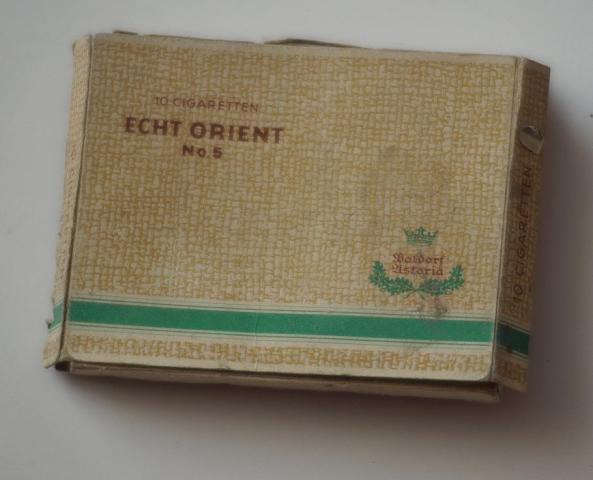 10 CIGARETTEN
ECHT ORIENT
No. 5
Waldorf
Astoria
10 CIGARETTEN